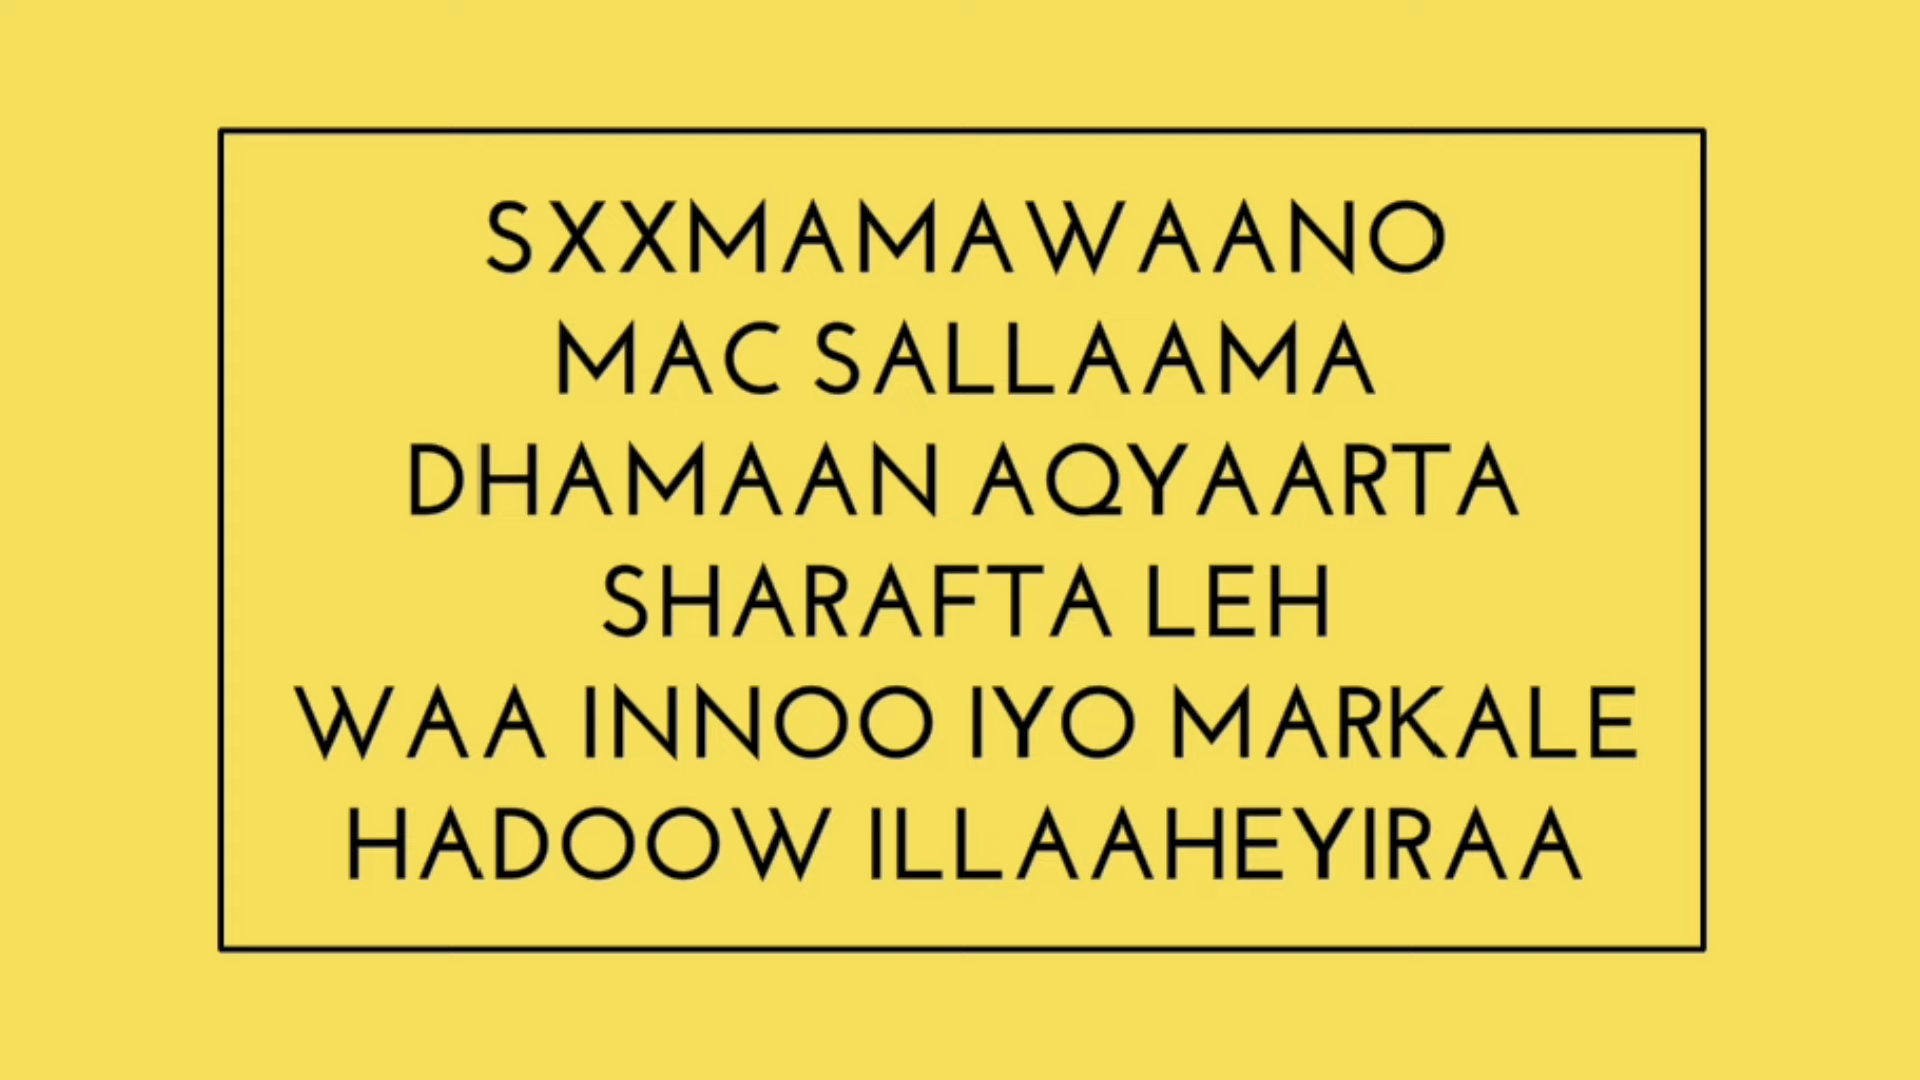 SXXMAMAWAANO
MAC SALLAAMA
DHAMAAN AQYAARTA
SHARAFTA LEH
WAA INNOO IYO MARKALE
HADOOW ILLAAHEYIRAA